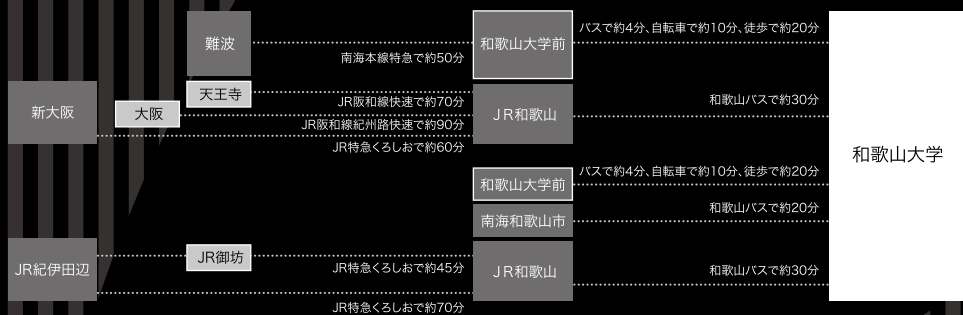 難波
南海本線特急で約50分
和歌山大学前
バスで約4分、自転車で約10分、徒歩で約20分
新大阪
大阪
天王寺
JR阪和線快速で約70分
JR阪和線紀州路快速で約90分
JR特急くろしおで約60分
JR和歌山
和歌山バスで約30分
和歌山大学
和歌山大学前
バスで約4分、自転車で約10分、徒歩で約20分
南海和歌山市
和歌山バスで約20分
JR紀伊田辺
JR御坊
JR特急くろしおで約45分
JR特急くろしおで約70分
JR和歌山
和歌山バスで約30分